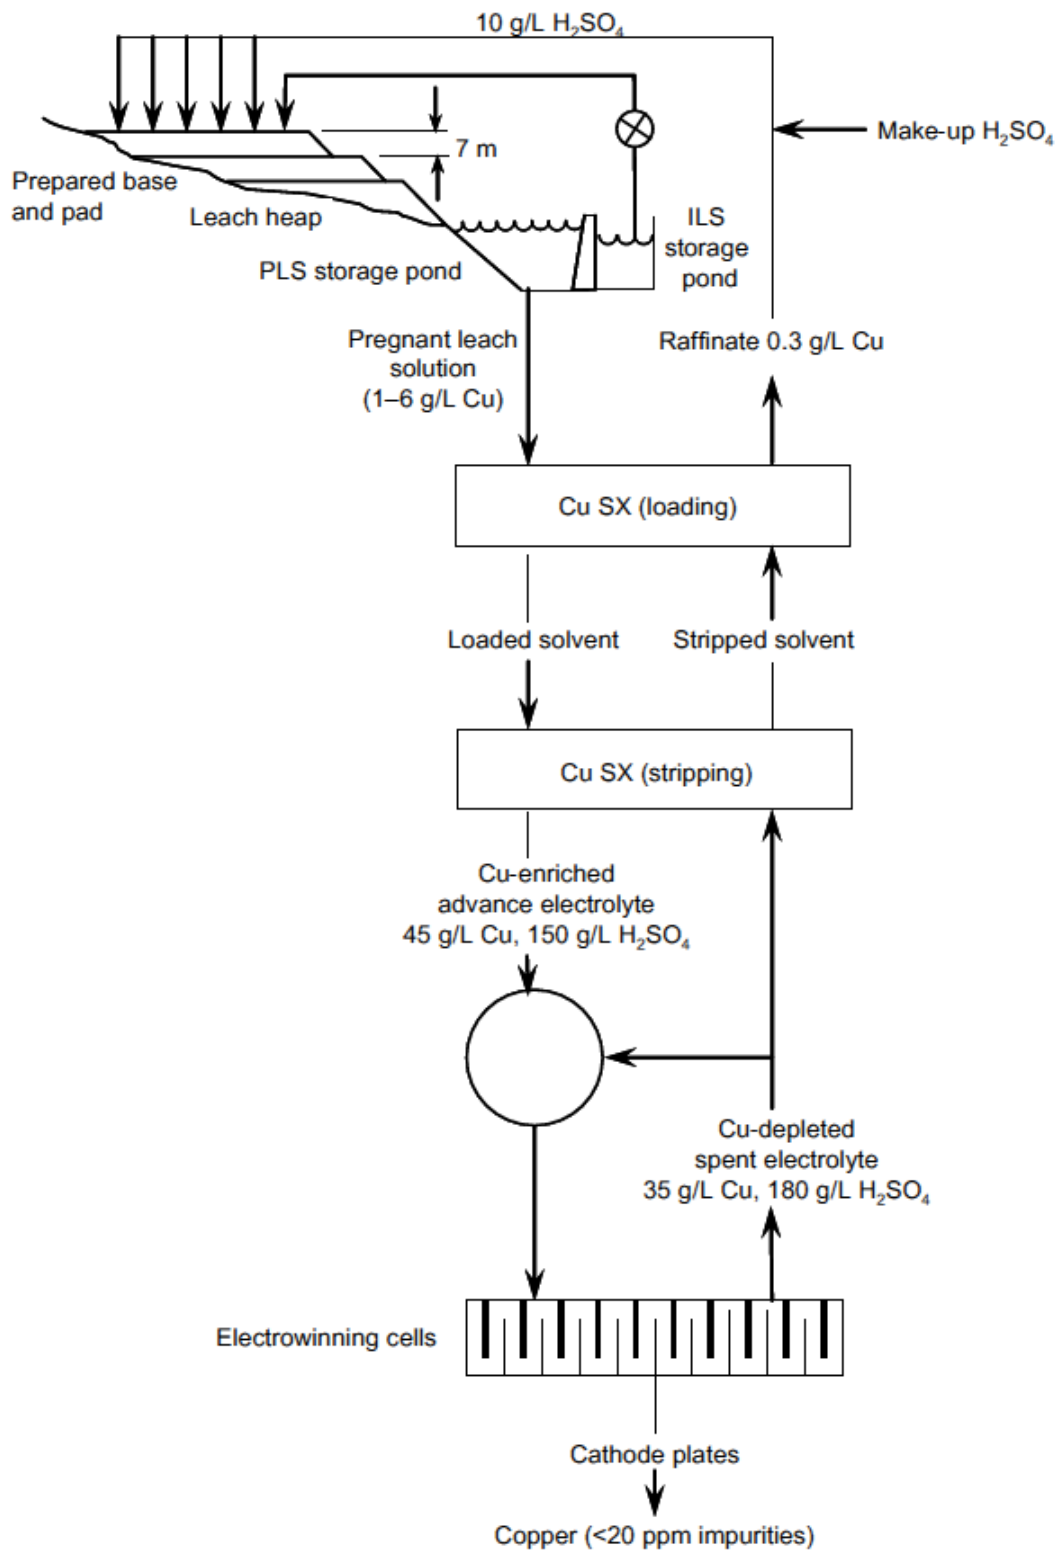 10 g/L H₂SO₄
7 m
Make-up H₂SO₄
Prepared base
and pad
Leach heap
ILS
storage
pond
PLS storage pond
Pregnant leach
solution
(1–6 g/L Cu)
Raffinate 0.3 g/L Cu
Cu SX (loading)
Loaded solvent
Stripped solvent
Cu SX (stripping)
Cu-enriched
advance electrolyte
45 g/L Cu, 150 g/L H₂SO₄
Cu-depleted
spent electrolyte
35 g/L Cu, 180 g/L H₂SO₄
Electrowinning cells
Cathode plates
Copper (<20 ppm impurities)